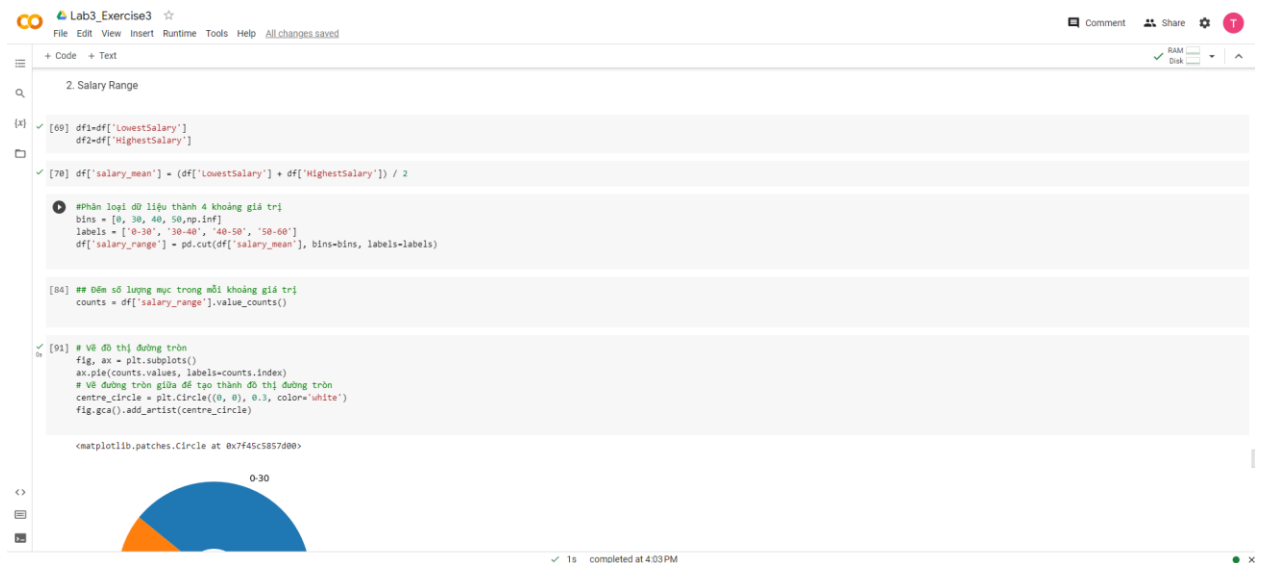 Lab3_Exercise3
File Edit View Insert Runtime Tools Help All changes saved
Comment Share T
+ Code + Text
RAM
Disk
2. Salary Range
{x}
[69] df1=df['LowestSalary']
df2=df['HighestSalary']
[70] df['salary_mean'] = (df['LowestSalary'] + df['HighestSalary']) / 2
#Phân loại dữ liệu thành 4 khoảng giá trị
bins = [0, 30, 40, 50,np.inf]
labels = ['0-30', '30-40', '40-50', '50-60']
df['salary_range'] = pd.cut(df['salary_mean'], bins=bins, labels=labels)
[84] ## Đếm số lượng mục trong mỗi khoảng giá trị
counts = df['salary_range'].value_counts()
[91] # Vẽ đồ thị đường tròn
0s
fig, ax = plt.subplots()
ax.pie(counts.values, labels=counts.index)
# Vẽ đường tròn giữa để tạo thành đồ thị đường tròn
centre_circle = plt.Circle((0, 0), 0.3, color='white')
fig.gca().add_artist(centre_circle)
<matplotlib.patches.Circle at 0x7f45c5857d00>
0-30
1s completed at 4:03 PM